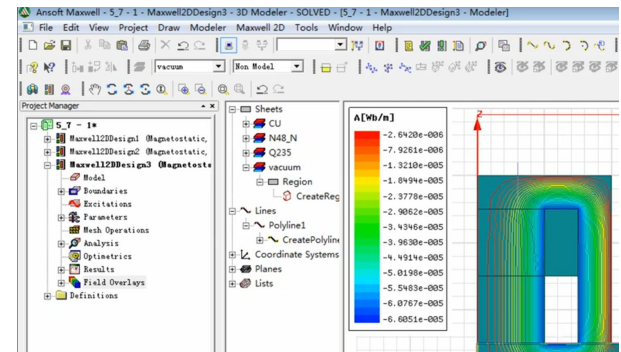 Ansoft Maxwell - 5_7 - 1 - Maxwell2DDesign3 - 3D Modeler - SOLVED - [5_7 - 1 - Maxwell2DDesign3 - Modeler]
File Edit View Project Draw Modeler Maxwell 2D Tools Window Help
vacuum Non Model
Project Manager
5_7 - 1*
Maxwell2DDesign1 (Magnetostatic,
Maxwell2DDesign2 (Magnetostatic,
Maxwell2DDesign3 (Magnetosta
Model
Boundaries
Excitations
Parameters
Mesh Operations
Analysis
Optimetrics
Results
Field Overlays
Definitions
Sheets
CU
N48_N
Q235
vacuum
Region
CreateReg
Lines
Polyline1
CreatePolyline
Coordinate Systems
Planes
Lists
A[Wb/m]
-2.6420e-006
-7.9261e-006
-1.3210e-005
-1.8494e-005
-2.3778e-005
-2.9062e-005
-3.4346e-005
-3.9630e-005
-4.4914e-005
-5.0198e-005
-5.5483e-005
-6.0767e-005
-6.6051e-005
Z